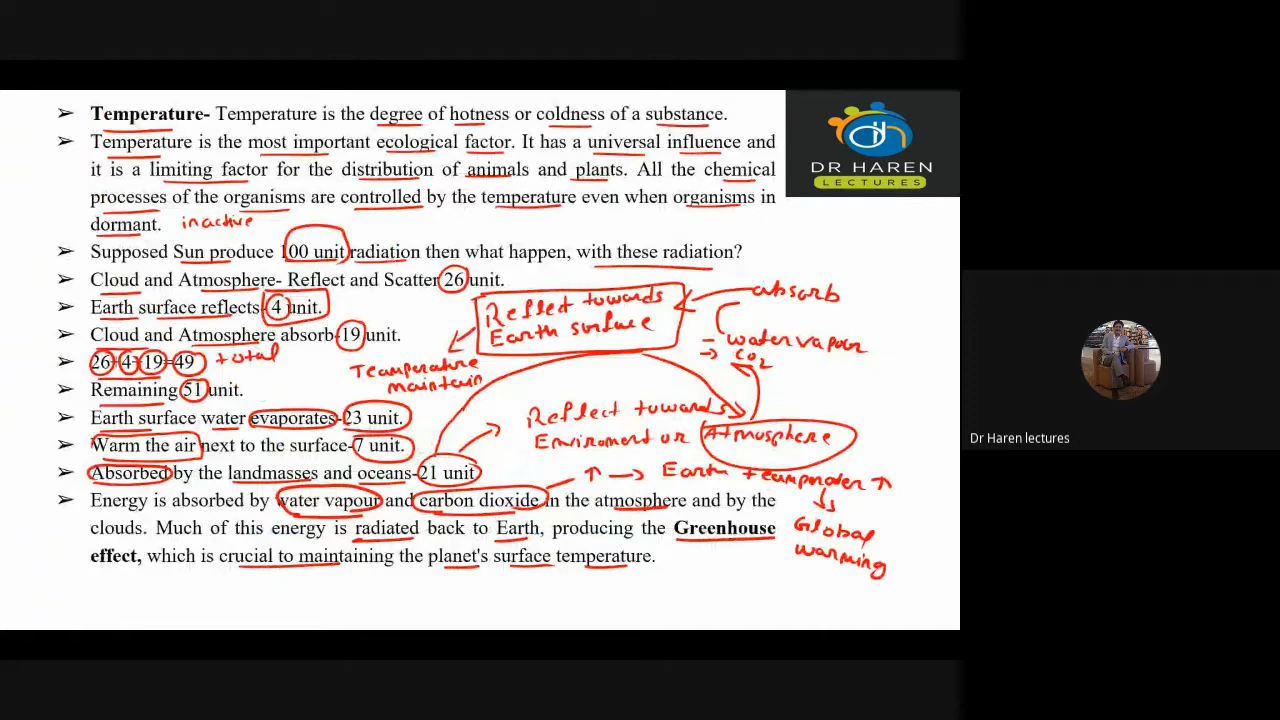 ➢ Temperature- Temperature is the degree of hotness or coldness of a substance.
➢ Temperature is the most important ecological factor. It has a universal influence and
it is a limiting factor for the distribution of animals and plants. All the chemical
processes of the organisms are controlled by the temperature even when organisms in
dormant. inactive
➢ Supposed Sun produce 100 unit radiation then what happen, with these radiation?
➢ Cloud and Atmosphere- Reflect and Scatter 26 unit.
➢ Earth surface reflects- 4 unit.
➢ Cloud and Atmosphere absorb-19 unit.
➢ 26+4+19=49 total
➢ Remaining 51 unit.
➢ Earth surface water evaporates-23 unit.
➢ Warm the air next to the surface-7 unit.
➢ Absorbed by the landmasses and oceans-21 unit
➢ Energy is absorbed by water vapour and carbon dioxide in the atmosphere and by the
clouds. Much of this energy is radiated back to Earth, producing the Greenhouse
effect, which is crucial to maintaining the planet's surface temperature.
Reflect towards
Earth surface
absorb
- water vapour
→ CO2
Teamperature
maintain
Reflect towards
Enviroment or Atmosphere
↑ → Earth teamperater ↑
Global
warming
DR HAREN
LECTURES
Dr Haren lectures